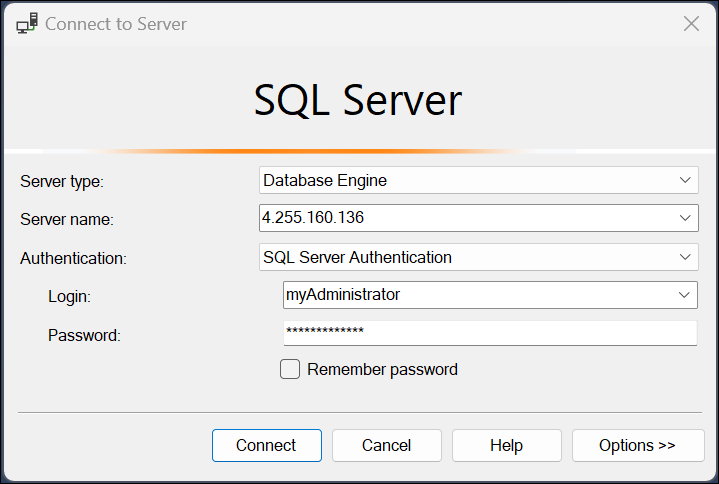 Connect to Server
SQL Server
Server type: Database Engine
Server name: 4.255.160.136
Authentication: SQL Server Authentication
Login: myAdministrator
Password: *************
Remember password
Connect Cancel Help Options >>